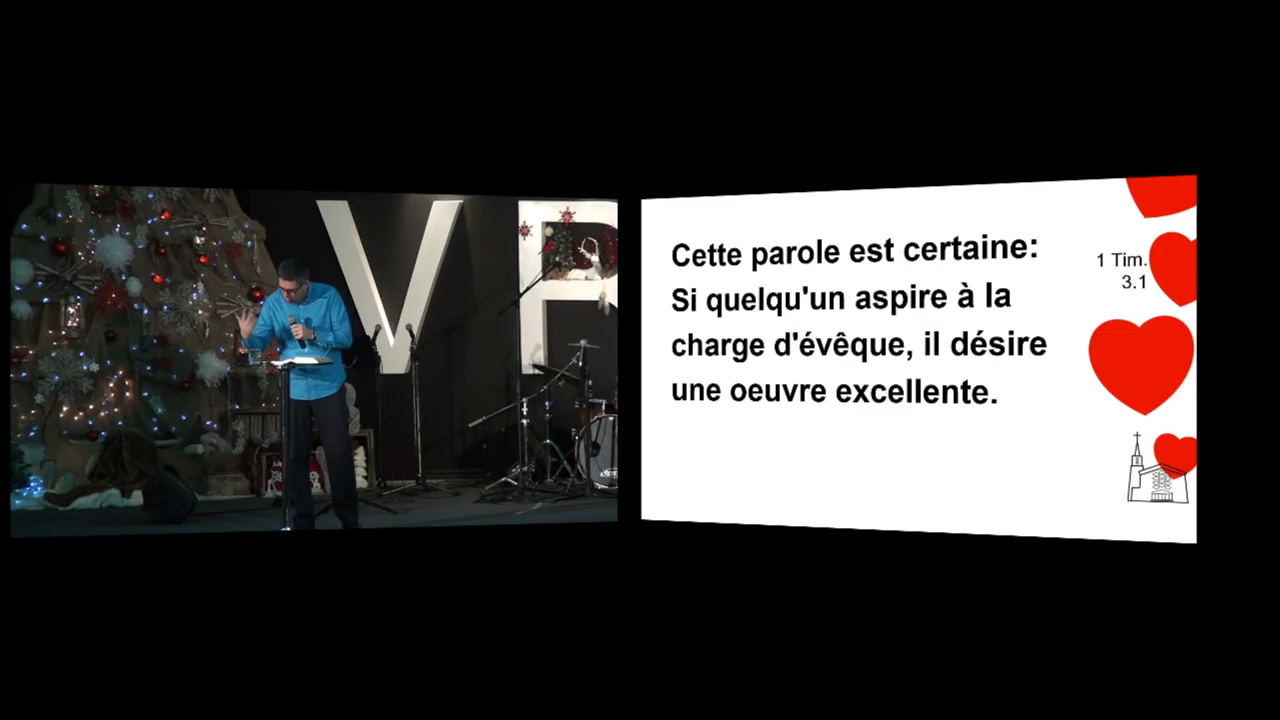 V
Cette parole est certaine:
Si quelqu'un aspire à la
charge d'évêque, il désire
une oeuvre excellente.
1 Tim.
3.1